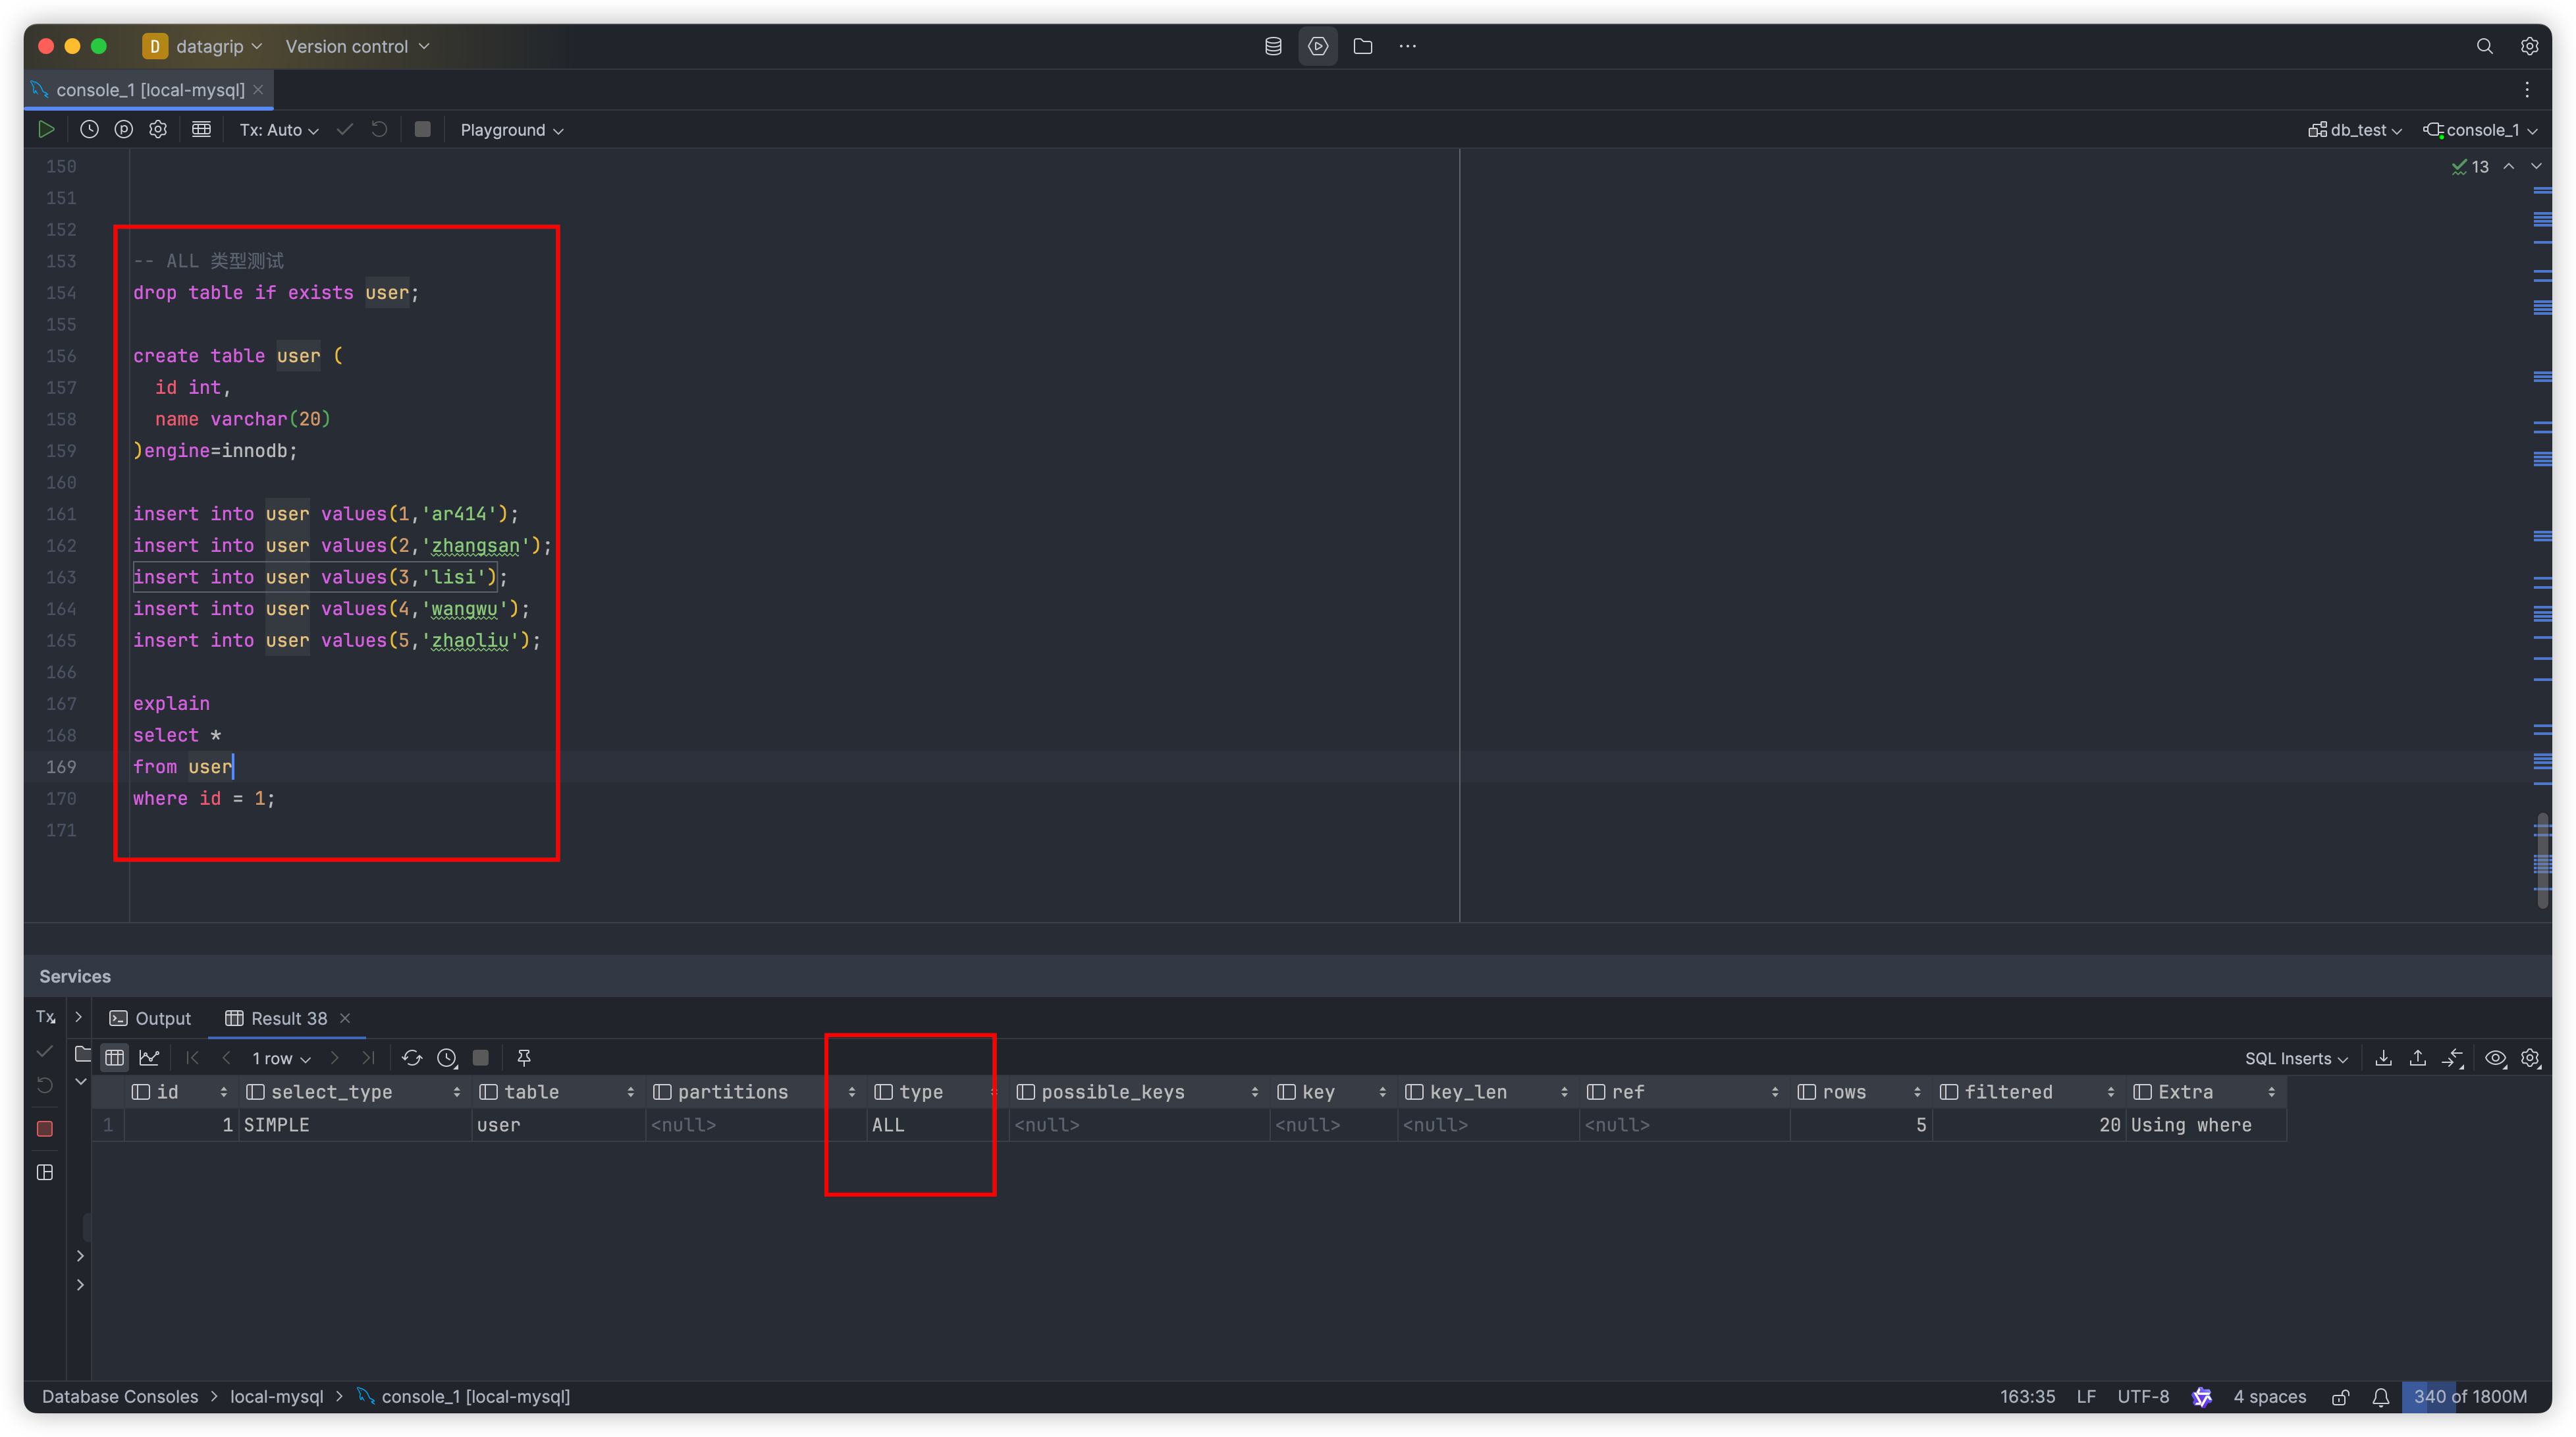 D datagrip Version control
console_1 [local-mysql]
Tx: Auto Playground db_test console_1
150 13
151
152
153 -- ALL 类型测试
154 drop table if exists user;
155
156 create table user (
157 id int,
158 name varchar(20)
159 )engine=innodb;
160
161 insert into user values(1,'ar414');
162 insert into user values(2,'zhangsan');
163 insert into user values(3,'lisi');
164 insert into user values(4,'wangwu');
165 insert into user values(5,'zhaoliu');
166
167 explain
168 select *
169 from user
170 where id = 1;
171
Services
Tx Output Result 38
1 row SQL Inserts
id select_type table partitions type possible_keys key key_len ref rows filtered Extra
1 1 SIMPLE user <null> ALL <null> <null> <null> <null> 5 20 Using where
Database Consoles > local-mysql > console_1 [local-mysql] 163:35 LF UTF-8 4 spaces 340 of 1800M